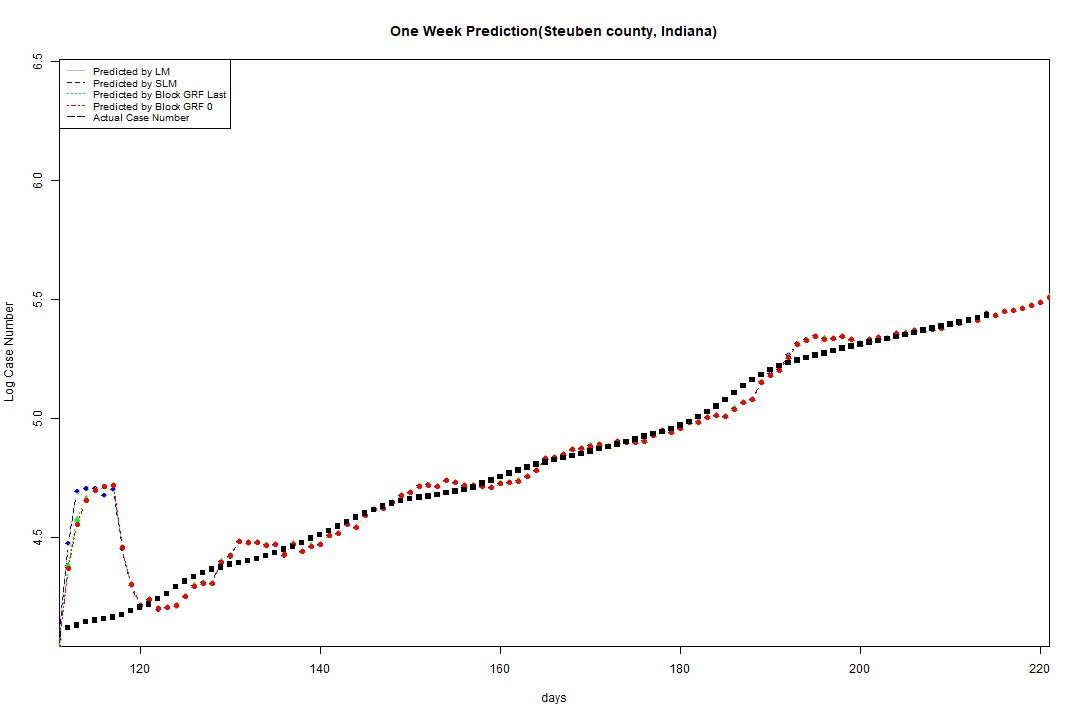 One Week Prediction(Steuben county, Indiana)
Predicted by LM
Predicted by SLM
Predicted by Block GRF Last
Predicted by Block GRF 0
Actual Case Number
6.5
6.0
5.5
5.0
4.5
Log Case Number
120 140 160 180 200 220
days